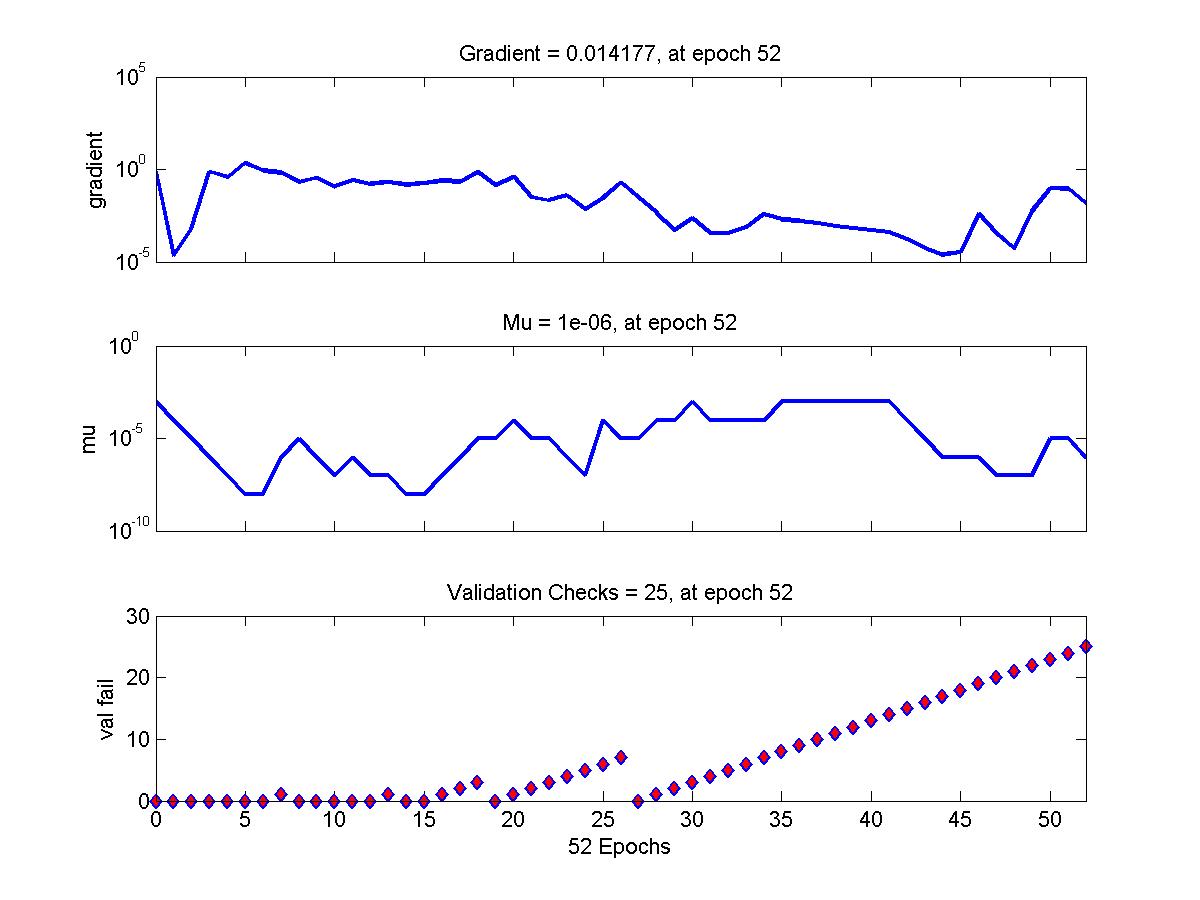 Gradient = 0.014177, at epoch 52
10^5
10^0
10^-5
gradient
Mu = 1e-06, at epoch 52
10^0
10^-5
10^-10
mu
Validation Checks = 25, at epoch 52
30
20
10
0
val fail
0 5 10 15 20 25 30 35 40 45 50
52 Epochs